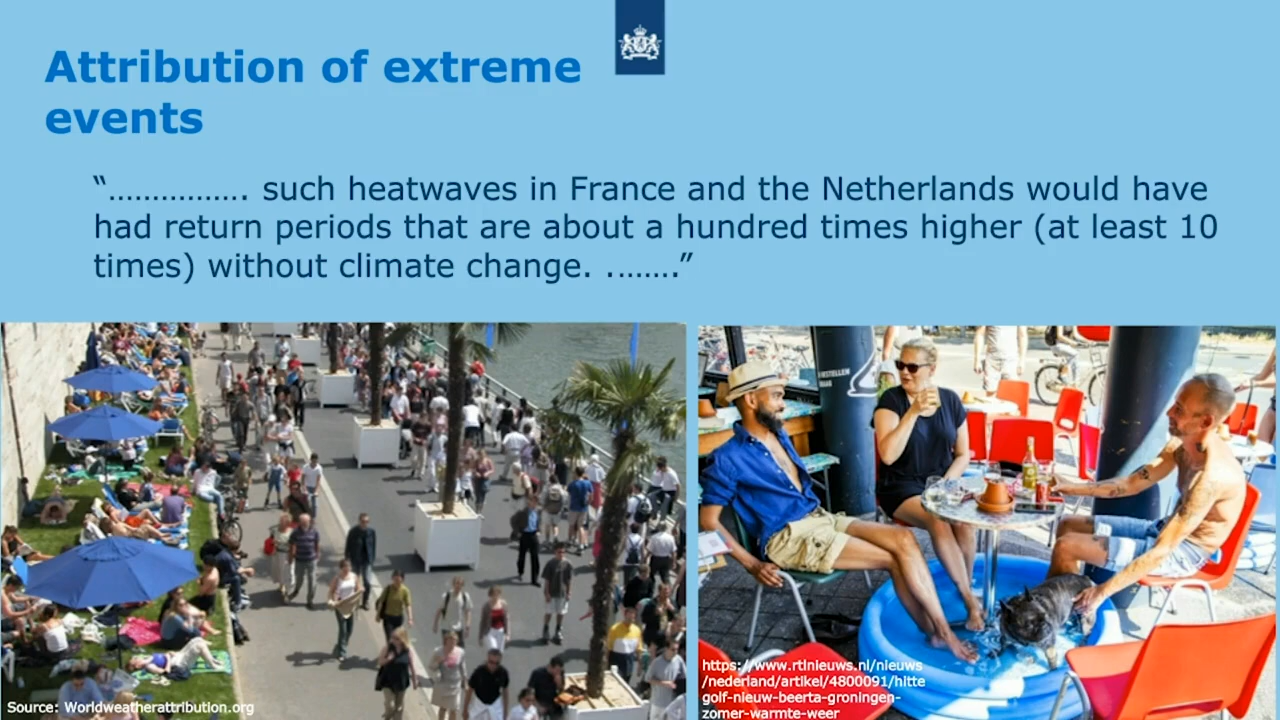 Attribution of extreme
events
“……………. such heatwaves in France and the Netherlands would have
had return periods that are about a hundred times higher (at least 10
times) without climate change. .…….”
Source: Worldweatherattribution.org
https://www.rtlnieuws.nl/nieuws
/nederland/artikel/4800091/hitte
golf-nieuw-beerta-groningen-
zomer-warmte-weer